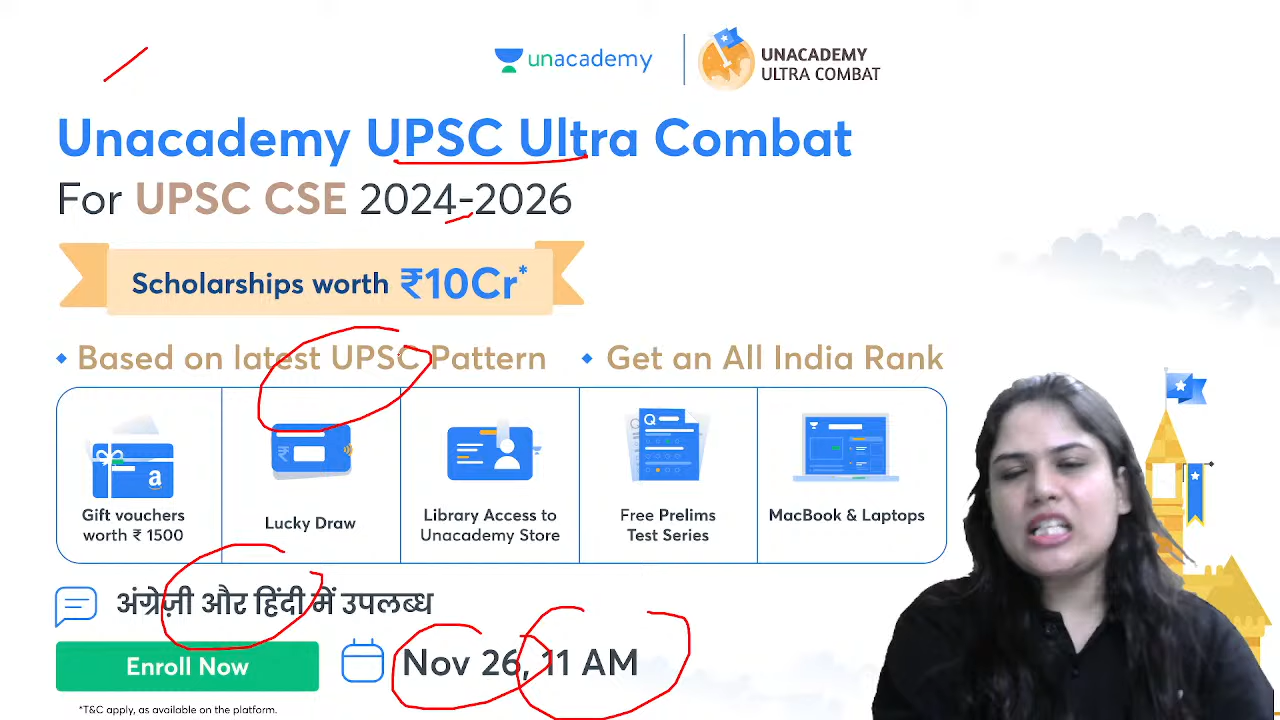 unacademy
UNACADEMY
ULTRA COMBAT
Unacademy UPSC Ultra Combat
For UPSC CSE 2024-2026
Scholarships worth ₹10Cr*
Based on latest UPSC Pattern
Get an All India Rank
Gift vouchers
worth ₹ 1500
Lucky Draw
Library Access to
Unacademy Store
Free Prelims
Test Series
MacBook & Laptops
अंग्रेज़ी और हिंदी में उपलब्ध
Enroll Now
Nov 26, 11 AM
*T&C apply, as available on the platform.